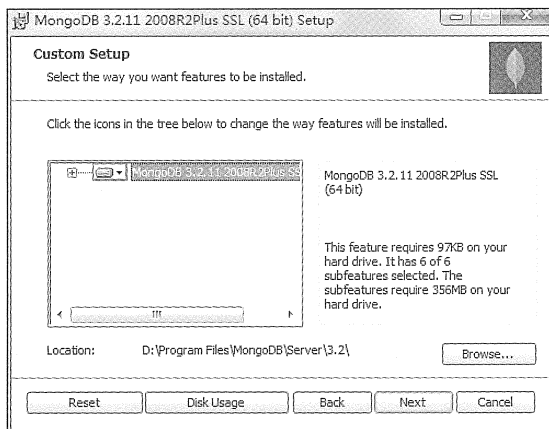 MongoDB 3.2.11 2008R2Plus SSL (64 bit) Setup
Custom Setup
Select the way you want features to be installed.
Click the icons in the tree below to change the way features will be installed.
MongoDB 3.2.11 2008R2Plus SS
MongoDB 3.2.11 2008R2Plus SSL
(64 bit)
This feature requires 97KB on your
hard drive. It has 6 of 6
subfeatures selected. The
subfeatures require 356MB on your
hard drive.
Location: D:\Program Files\MongoDB\Server\3.2\
Browse...
Reset Disk Usage Back Next Cancel